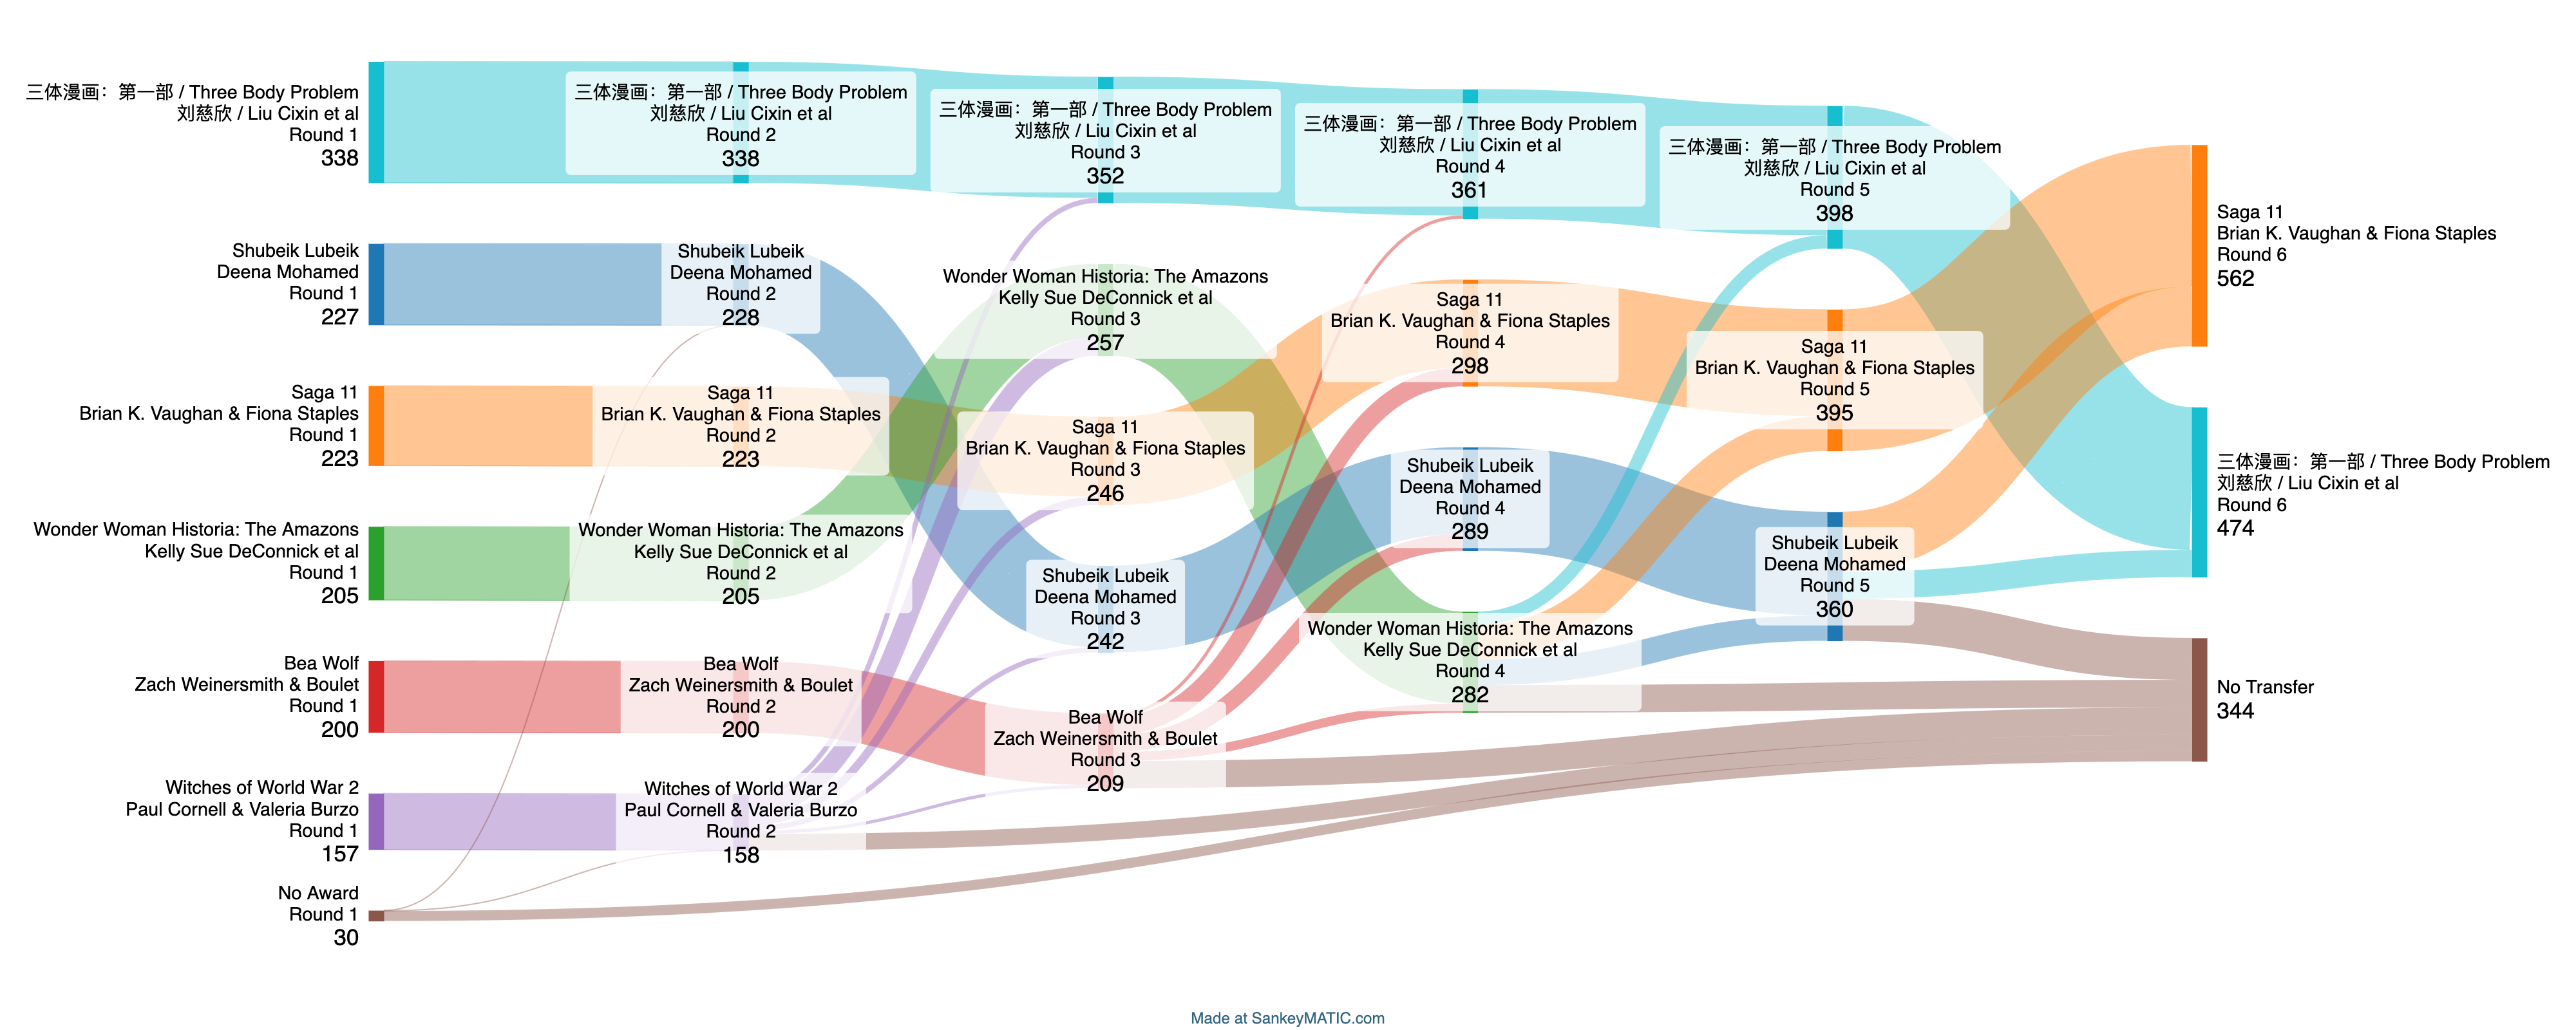 三体漫画：第一部 / Three Body Problem
刘慈欣 / Liu Cixin et al
Round 1
338
Shubeik Lubeik
Deena Mohamed
Round 1
227
Saga 11
Brian K. Vaughan & Fiona Staples
Round 1
223
Wonder Woman Historia: The Amazons
Kelly Sue DeConnick et al
Round 1
205
Bea Wolf
Zach Weinersmith & Boulet
Round 1
200
Witches of World War 2
Paul Cornell & Valeria Burzo
Round 1
157
No Award
Round 1
30
三体漫画：第一部 / Three Body Problem
刘慈欣 / Liu Cixin et al
Round 2
338
Shubeik Lubeik
Deena Mohamed
Round 2
228
Saga 11
Brian K. Vaughan & Fiona Staples
Round 2
223
Wonder Woman Historia: The Amazons
Kelly Sue DeConnick et al
Round 2
205
Bea Wolf
Zach Weinersmith & Boulet
Round 2
200
Witches of World War 2
Paul Cornell & Valeria Burzo
Round 2
158
三体漫画：第一部 / Three Body Problem
刘慈欣 / Liu Cixin et al
Round 3
352
Wonder Woman Historia: The Amazons
Kelly Sue DeConnick et al
Round 3
257
Saga 11
Brian K. Vaughan & Fiona Staples
Round 3
246
Shubeik Lubeik
Deena Mohamed
Round 3
242
Bea Wolf
Zach Weinersmith & Boulet
Round 3
209
三体漫画：第一部 / Three Body Problem
刘慈欣 / Liu Cixin et al
Round 4
361
Saga 11
Brian K. Vaughan & Fiona Staples
Round 4
298
Shubeik Lubeik
Deena Mohamed
Round 4
289
Wonder Woman Historia: The Amazons
Kelly Sue DeConnick et al
Round 4
282
三体漫画：第一部 / Three Body Problem
刘慈欣 / Liu Cixin et al
Round 5
398
Saga 11
Brian K. Vaughan & Fiona Staples
Round 5
395
Shubeik Lubeik
Deena Mohamed
Round 5
360
Saga 11
Brian K. Vaughan & Fiona Staples
Round 6
562
三体漫画：第一部 / Three Body Problem
刘慈欣 / Liu Cixin et al
Round 6
474
No Transfer
344
Made at SankeyMATIC.com